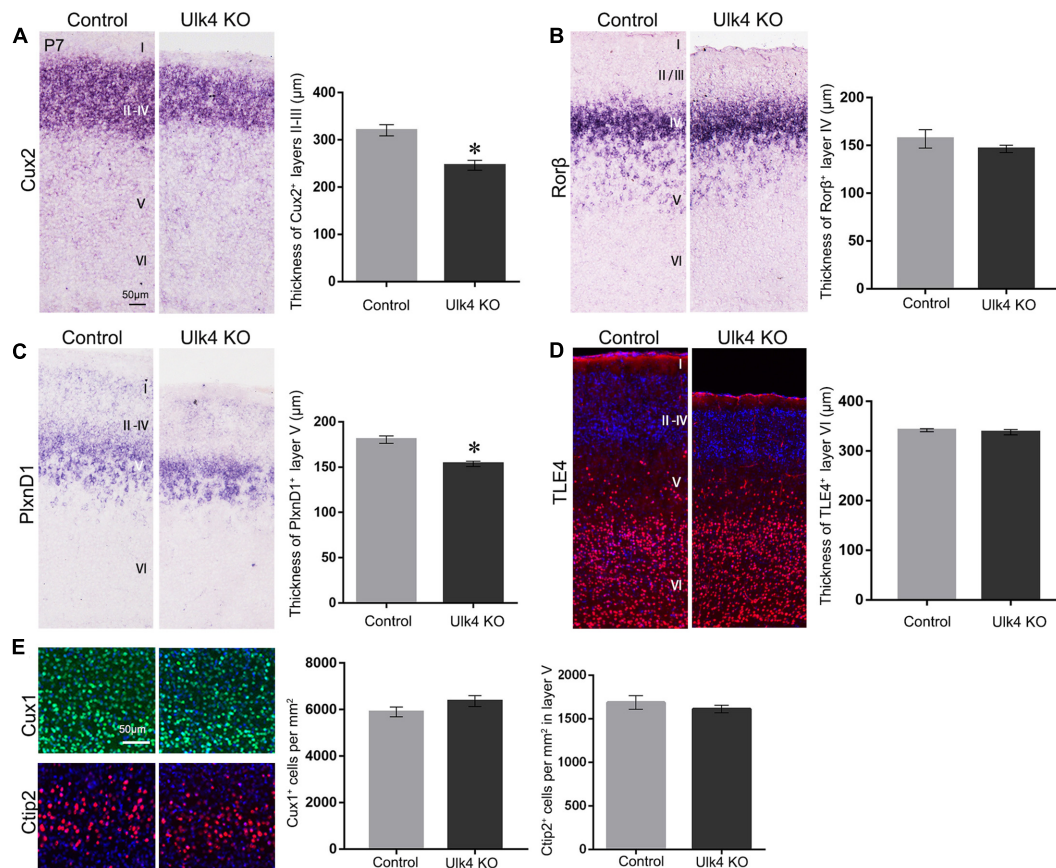 A
Control
Ulk4 KO
P7
I
II-IV
V
VI
50µm
Cux2
Thickness of Cux2⁺ layers II-III (µm)
400
300
200
100
0
Control
Ulk4 KO
*
B
Control
Ulk4 KO
I
II/III
IV
V
VI
Rorβ
Thickness of Rorβ⁺ layer IV (µm)
200
150
100
50
0
Control
Ulk4 KO
C
Control
Ulk4 KO
I
II-IV
V
VI
PlxnD1
Thickness of PlxnD1⁺ layer V (µm)
200
150
100
50
0
Control
Ulk4 KO
*
D
Control
Ulk4 KO
I
II-IV
V
VI
TLE4
Thickness of TLE4⁺ layer VI (µm)
400
300
200
100
0
Control
Ulk4 KO
E
Cux1
50µm
Ctip2
Cux1⁺ cells per mm²
8000
6000
4000
2000
0
Control
Ulk4 KO
Ctip2⁺ cells per mm² in layer V
2000
1500
1000
500
0
Control
Ulk4 KO